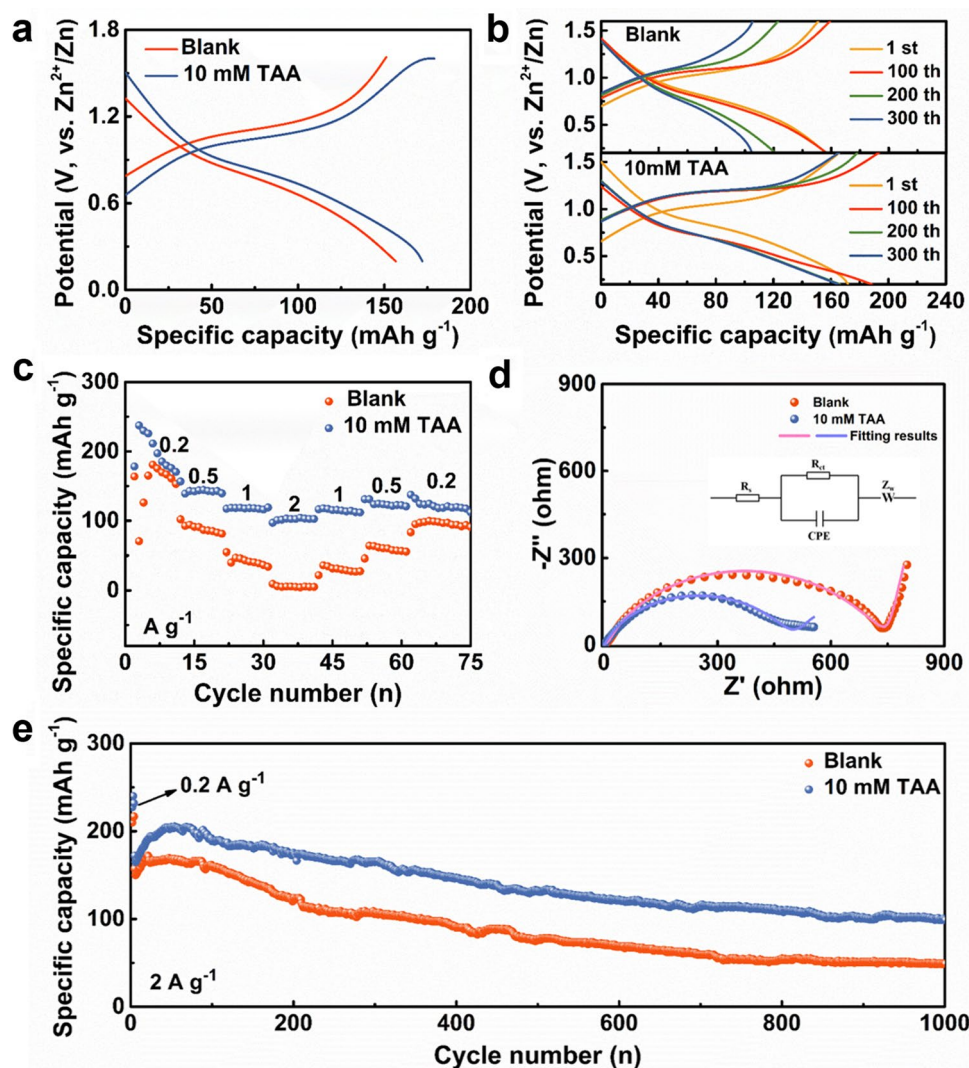 a
Potential (V, vs. Zn²⁺/Zn)
1.8
1.2
0.6
0.0
Blank
10 mM TAA
0 50 100 150 200
Specific capacity (mAh g⁻¹)
b
Potential (V, vs. Zn²⁺/Zn)
1.5
1.0
0.5
Blank
1 st
100 th
200 th
300 th
1.5
1.0
0.5
10mM TAA
1 st
100 th
200 th
300 th
0 40 80 120 160 200 240
Specific capacity (mAh g⁻¹)
c
Specific capacity (mAh g⁻¹)
300
200
100
0
Blank
10 mM TAA
0.2
0.5
1
2
1
0.5
0.2
A g⁻¹
0 15 30 45 60 75
Cycle number (n)
d
-Z'' (ohm)
900
600
300
0
Blank
10 mM TAA
Fitting results
Rₛ
R_ct
CPE
Z_w
W
0 300 600 900
Z' (ohm)
e
Specific capacity (mAh g⁻¹)
300
200
100
0
0.2 A g⁻¹
Blank
10 mM TAA
2 A g⁻¹
0 200 400 600 800 1000
Cycle number (n)